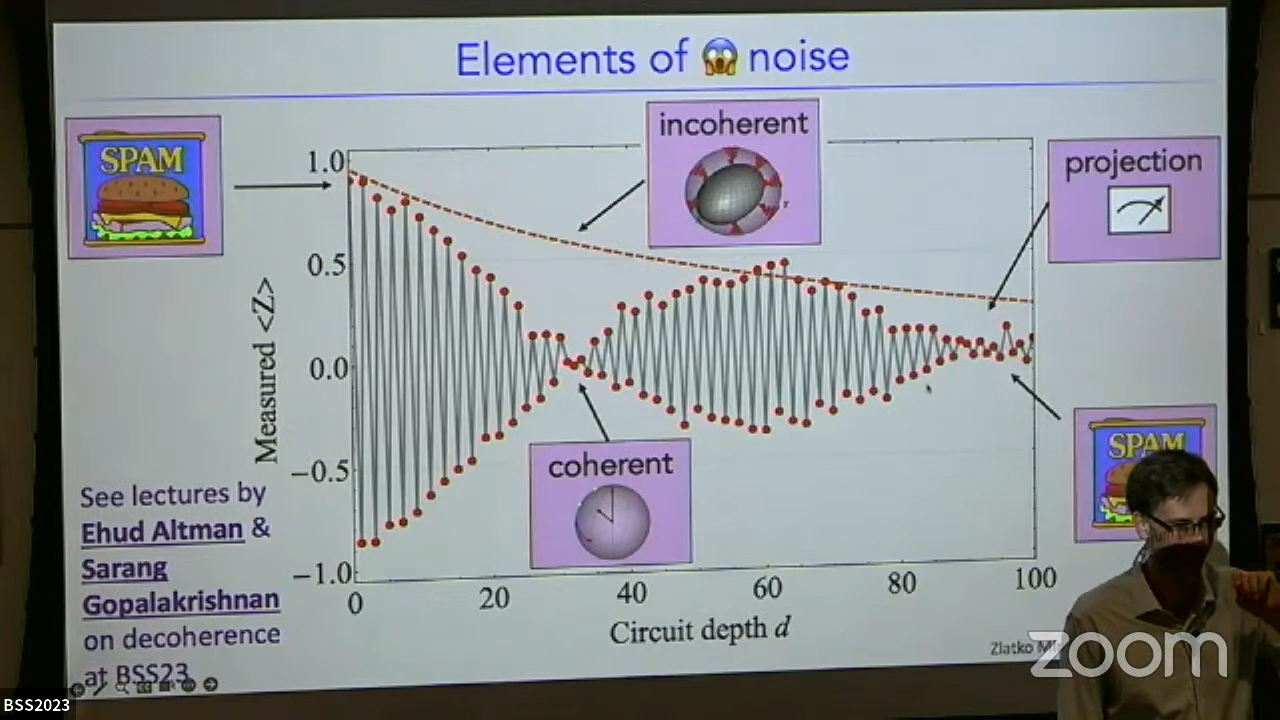 Elements of 😱 noise
SPAM
incoherent
projection
1.0
0.5
0.0
−0.5
−1.0
Measured <Z>
coherent
SPAM
See lectures by
Ehud Altman &
Sarang
Gopalakrishnan
on decoherence
at BSS23
0 20 40 60 80 100
Circuit depth d
Zlatko
zoom
BSS2023